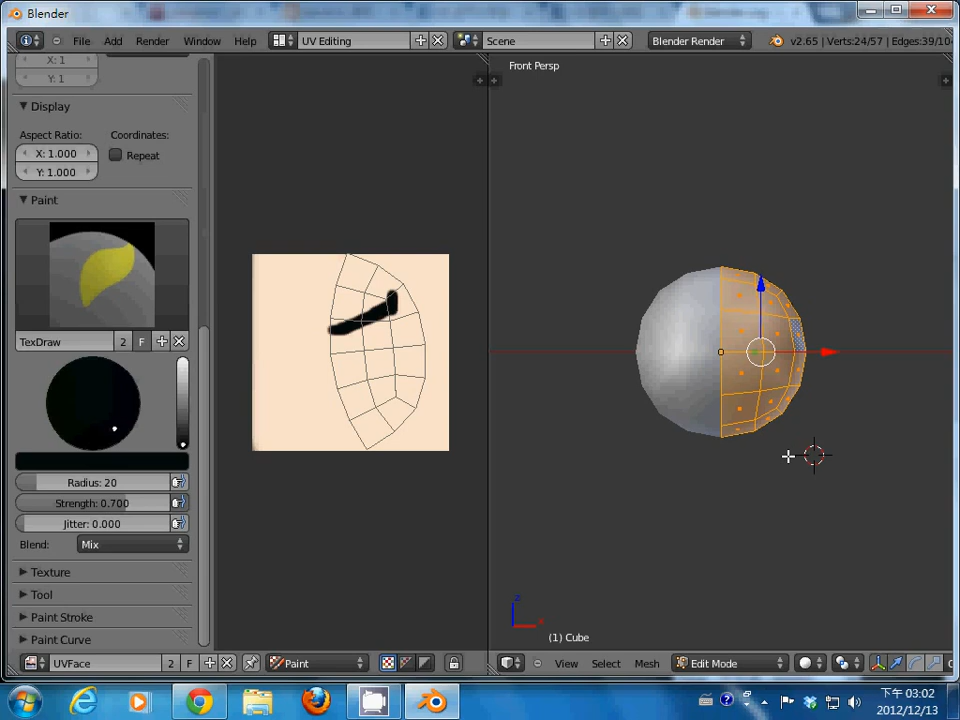 Blender
File Add Render Window Help UV Editing Scene Blender Render v2.65 | Verts:24/57 | Edges:39/10
X: 1
Y: 1
Display
Aspect Ratio: Coordinates:
X: 1.000 Repeat
Y: 1.000
Paint
TexDraw 2 F
Radius: 20
Strength: 0.700
Jitter: 0.000
Blend: Mix
Texture
Tool
Paint Stroke
Paint Curve
UVFace 2 F Paint
Front Persp
z
x
(1) Cube
View Select Mesh Edit Mode
下午 03:02
2012/12/13